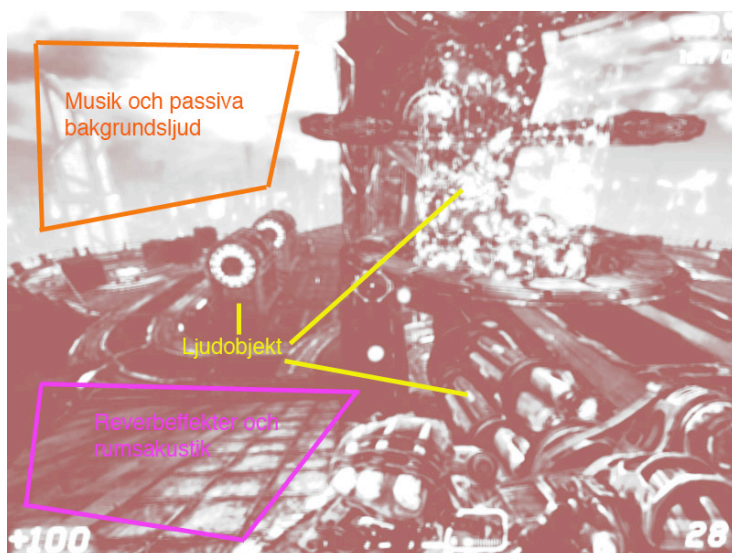 Musik och passiva
bakgrundsljud
Ljudobjekt
Reverbeffekter och
rumsakustik
+100
28